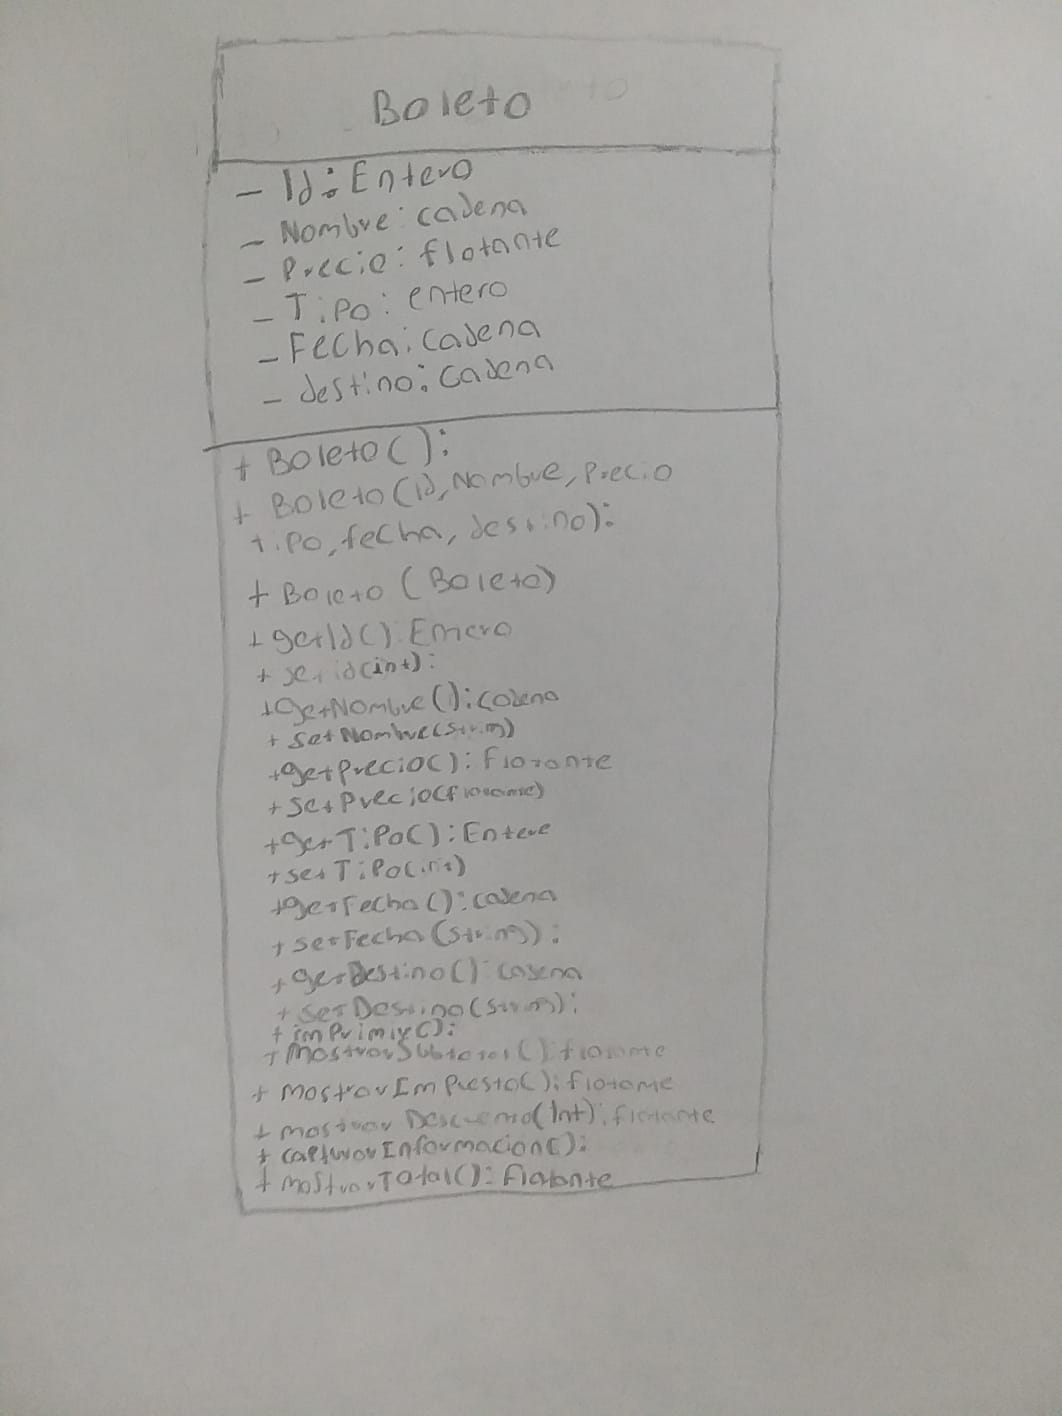 Boleto
- Id: Entero
- Nombre: cadena
- Precio: flotante
- Tipo: entero
- Fecha: cadena
- destino: cadena
+ Boleto():
+ Boleto(id, Nombre, Precio
tipo, fecha, destino):
+ Boleto (Boleto)
+ getId(): Entero
+ setid(int):
+ GetNombre(): cadena
+ setNombre(string)
+ getPrecio(): flotante
+ setPrecio(flotante)
+ getTipo(): Entero
+ setTipo(int)
+ getFecha(): cadena
+ setFecha(string):
+ getDestino(): cadena
+ setDestino(string):
+ imprimir():
+ mostrarSubtotal(): flotante
+ mostrarImpuesto(): flotante
+ mostrar Descuento(Int): flotante
+ capturarInformacion():
+ mostrarTotal(): flotante